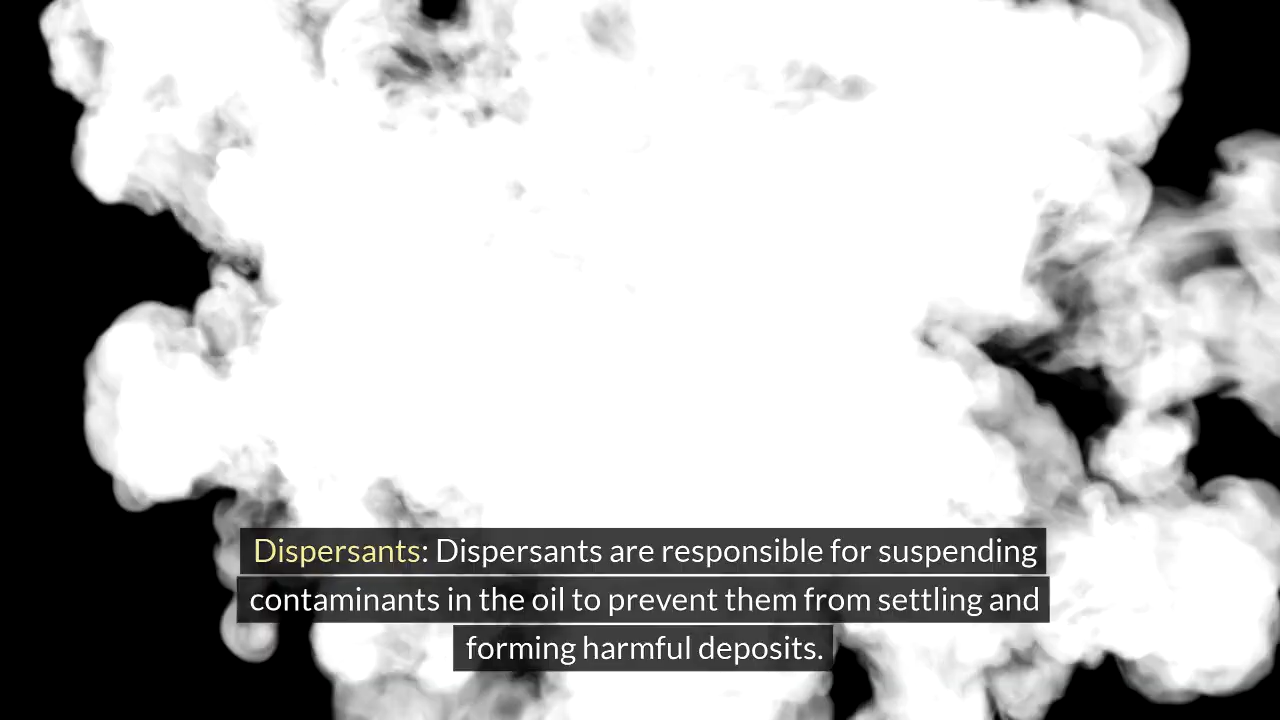 Dispersants: Dispersants are responsible for suspending
contaminants in the oil to prevent them from settling and
forming harmful deposits.